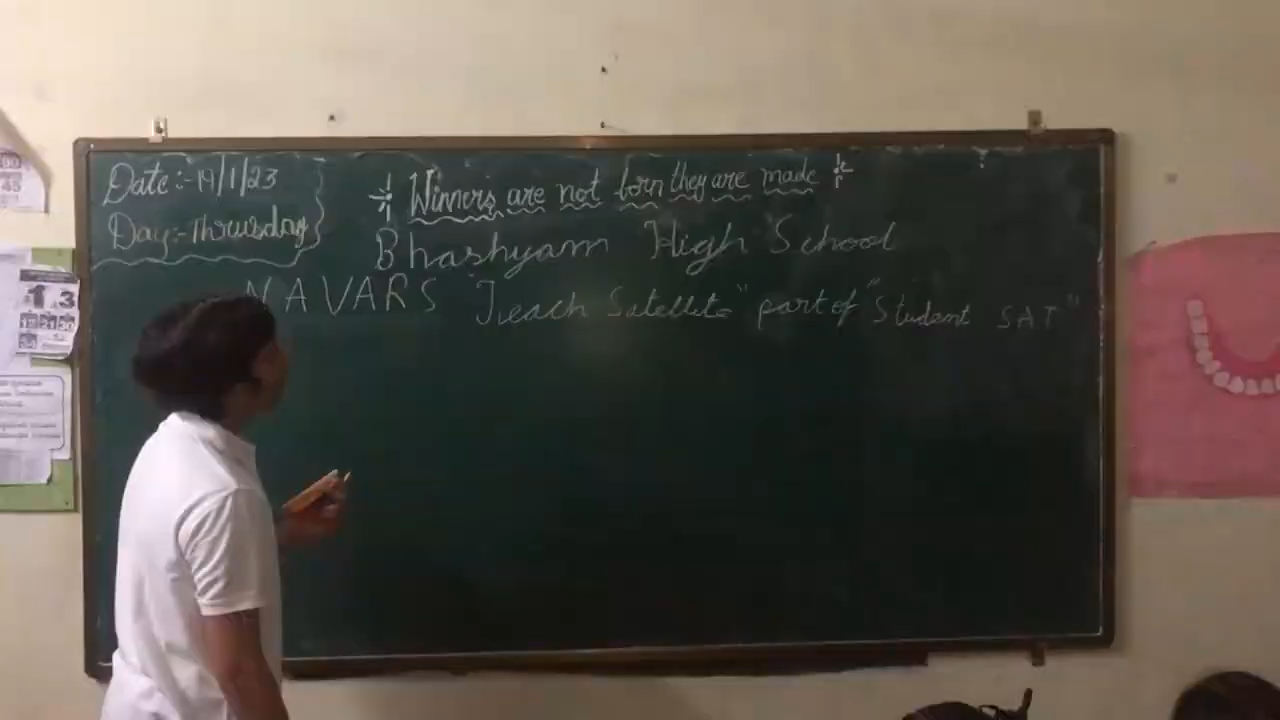 Date:-19/1/23
Day:-Thrusday
Winners are not born they are made
Bhashyam High School
NAVARS Teach Satellite" part of "Student SAT"